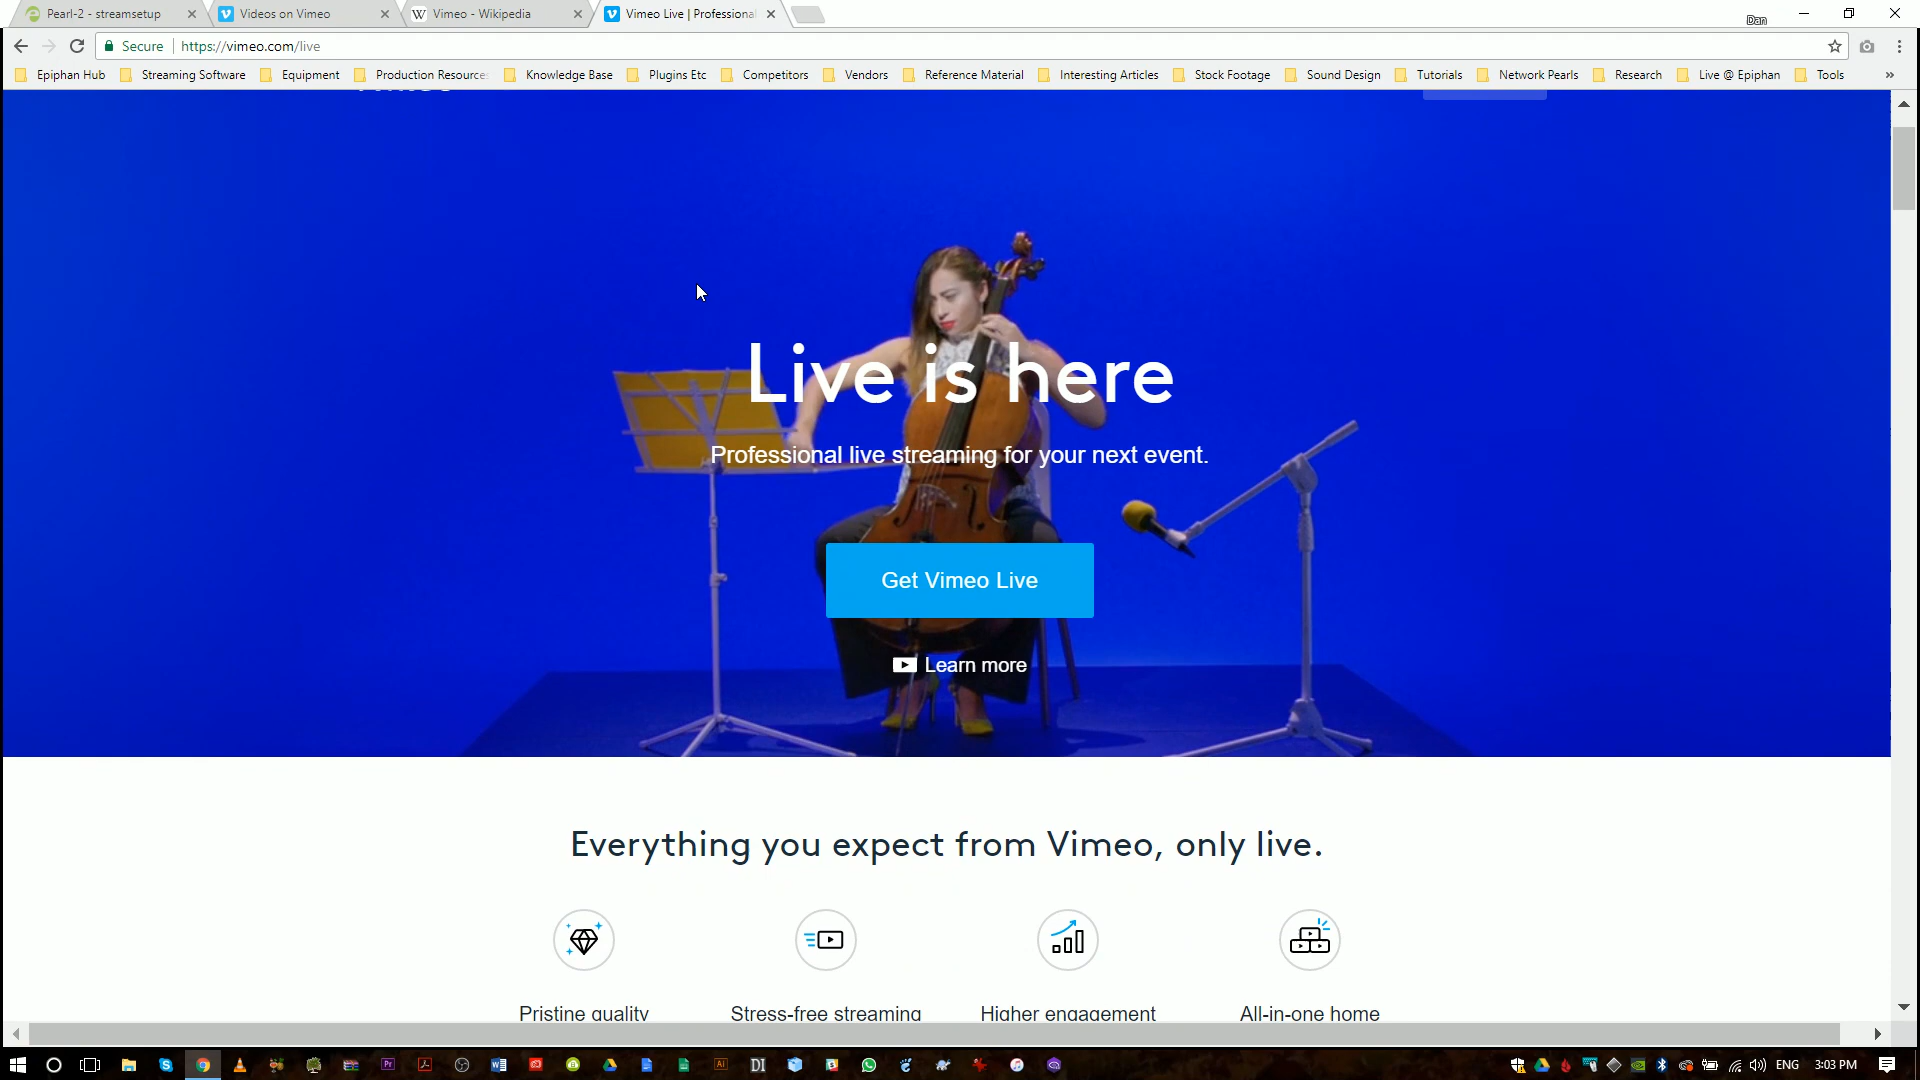 Pearl-2 - streamsetup
Videos on Vimeo
Vimeo - Wikipedia
Vimeo Live | Professional
Dan
Secure
https://vimeo.com/live
Epiphan Hub
Streaming Software
Equipment
Production Resources
Knowledge Base
Plugins Etc
Competitors
Vendors
Reference Material
Interesting Articles
Stock Footage
Sound Design
Tutorials
Network Pearls
Research
Live @ Epiphan
Tools
Live is here
Professional live streaming for your next event.
Get Vimeo Live
Learn more
Everything you expect from Vimeo, only live.
Pristine quality
Stress-free streaming
Higher engagement
All-in-one home
ENG
3:03 PM